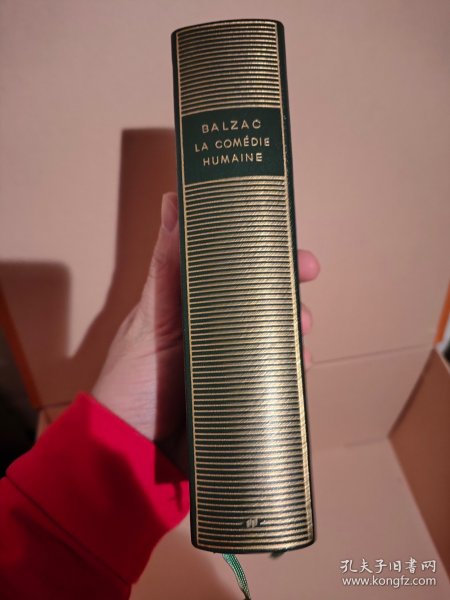 BALZAC
LA COMÉDIE
HUMAINE
孔夫子旧书网
www.kongfz.com